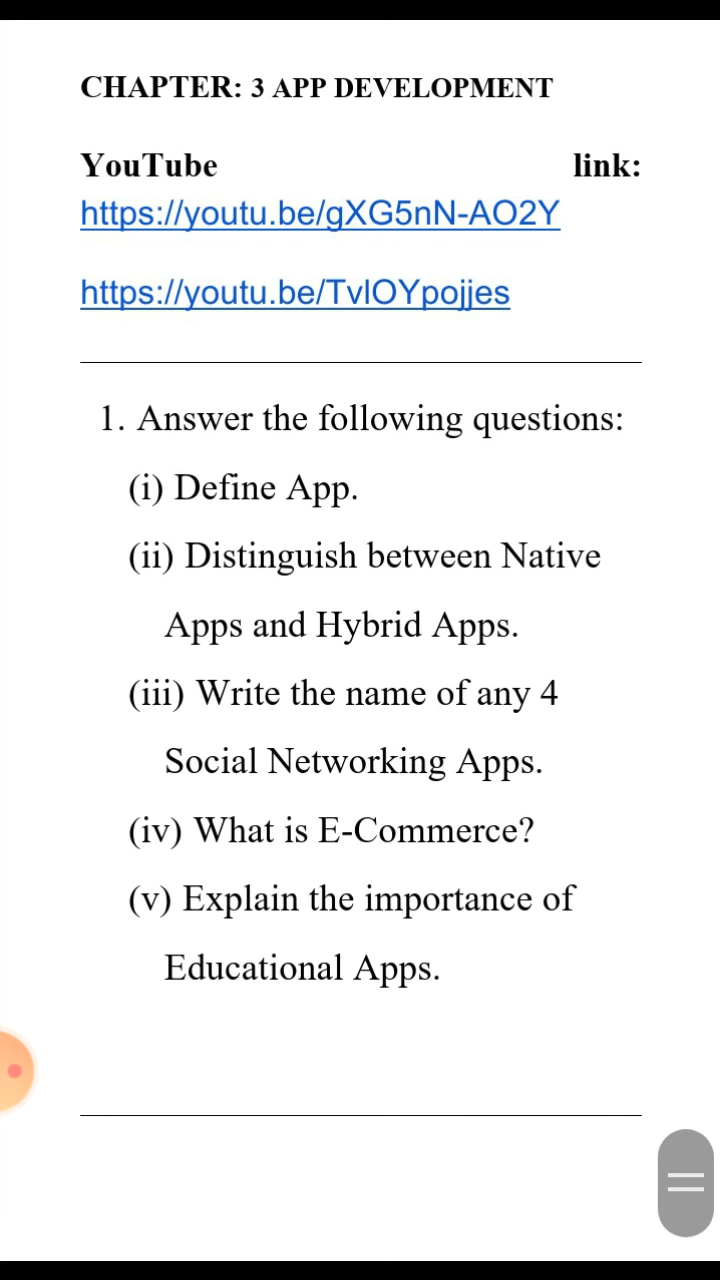 CHAPTER: 3 APP DEVELOPMENT
YouTube link:
https://youtu.be/gXG5nN-AO2Y
https://youtu.be/TvlOYpojjes
1. Answer the following questions:
(i) Define App.
(ii) Distinguish between Native
Apps and Hybrid Apps.
(iii) Write the name of any 4
Social Networking Apps.
(iv) What is E-Commerce?
(v) Explain the importance of
Educational Apps.